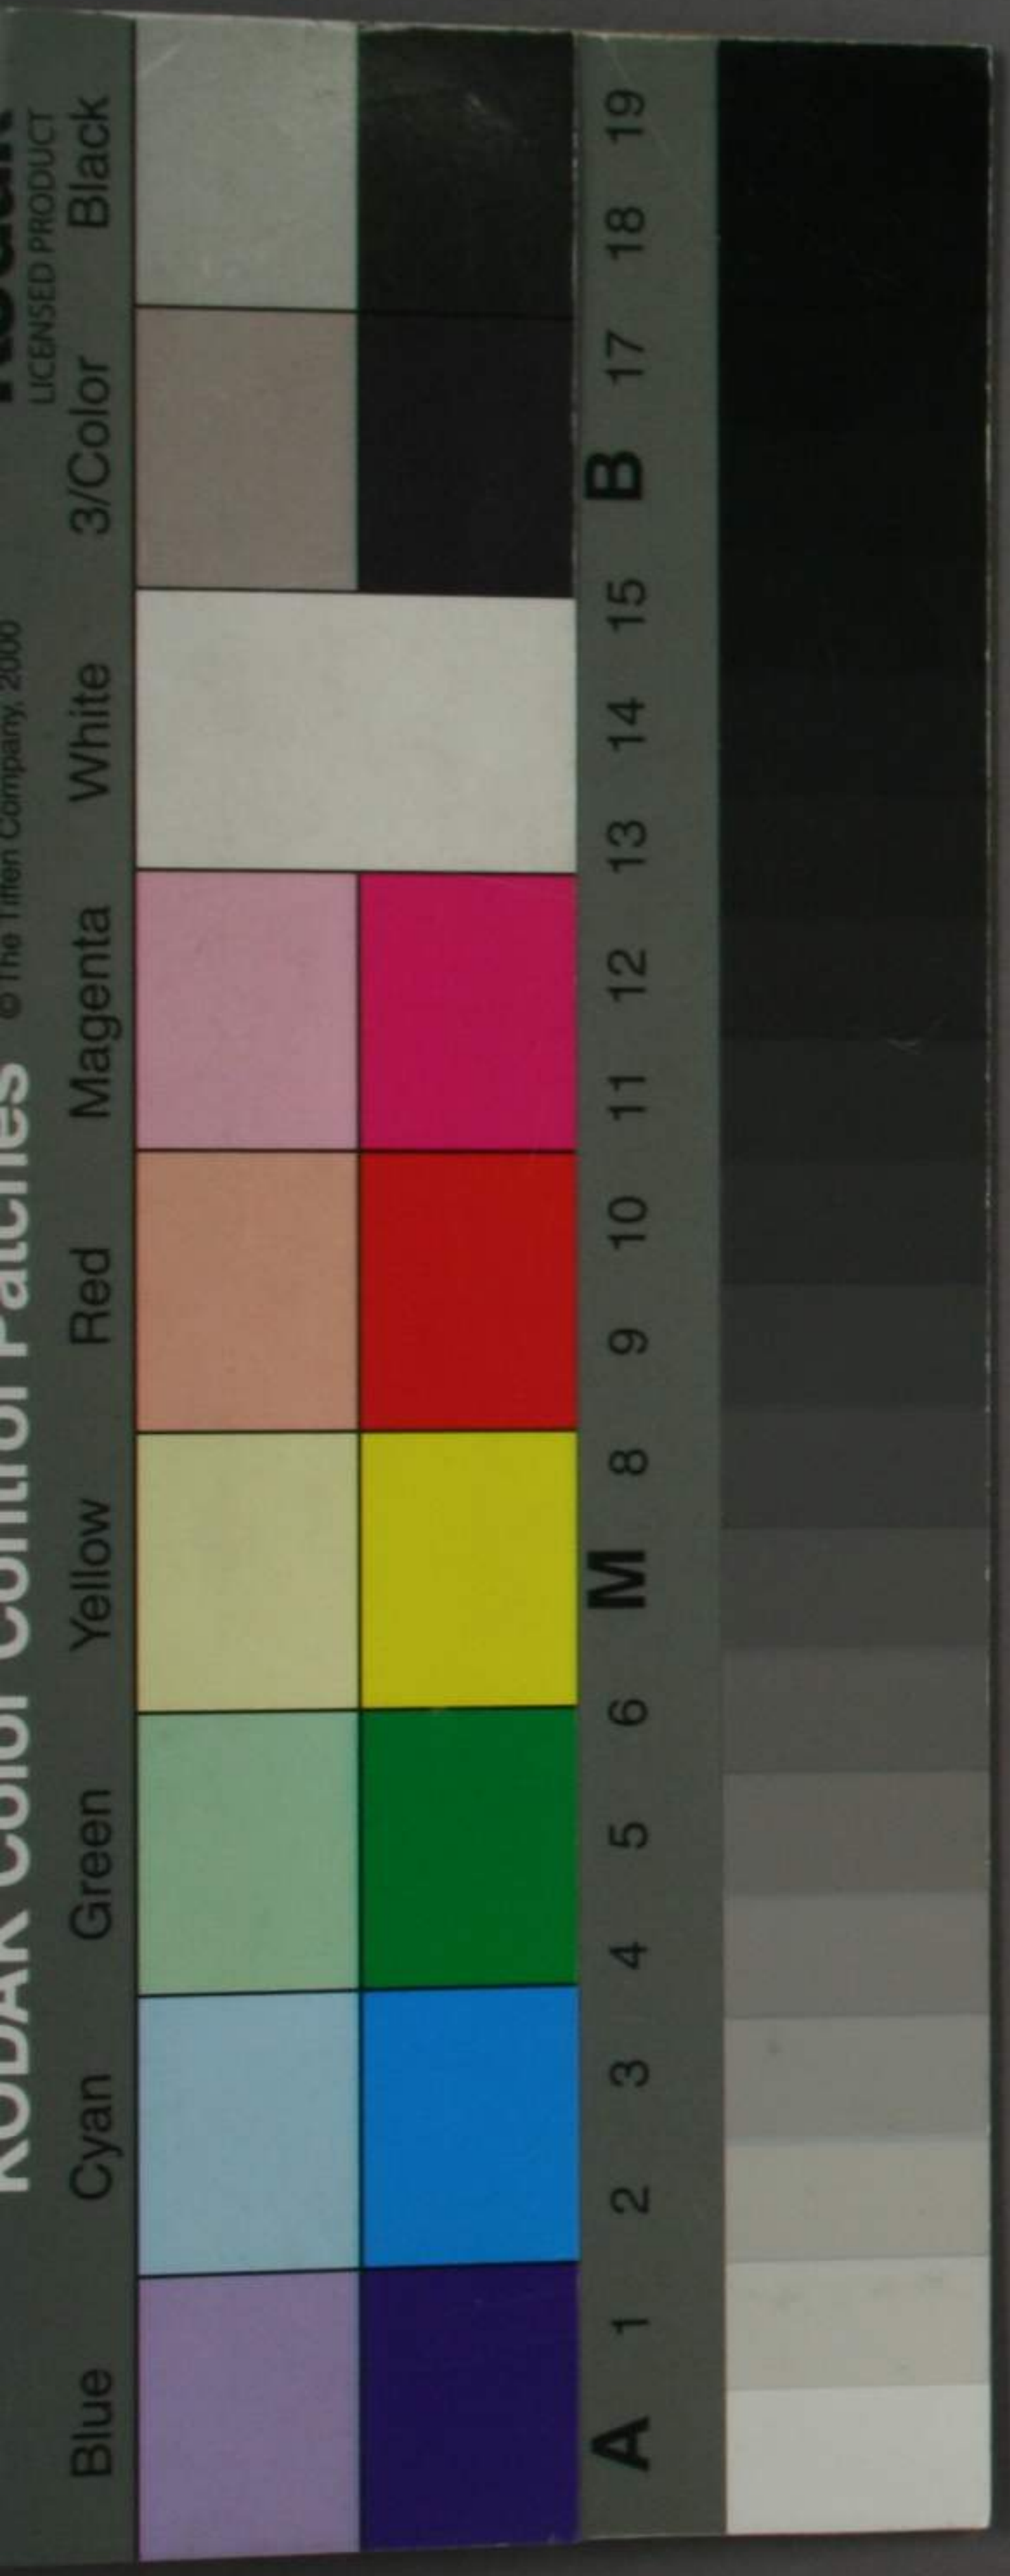 KODAK Color Control Patches © The Tiffen Company, 2000
LICENSED PRODUCT
Blue Cyan Green Yellow Red Magenta White 3/Color Black
A 1 2 3 4 5 6 M 8 9 10 11 12 13 14 15 B 17 18 19